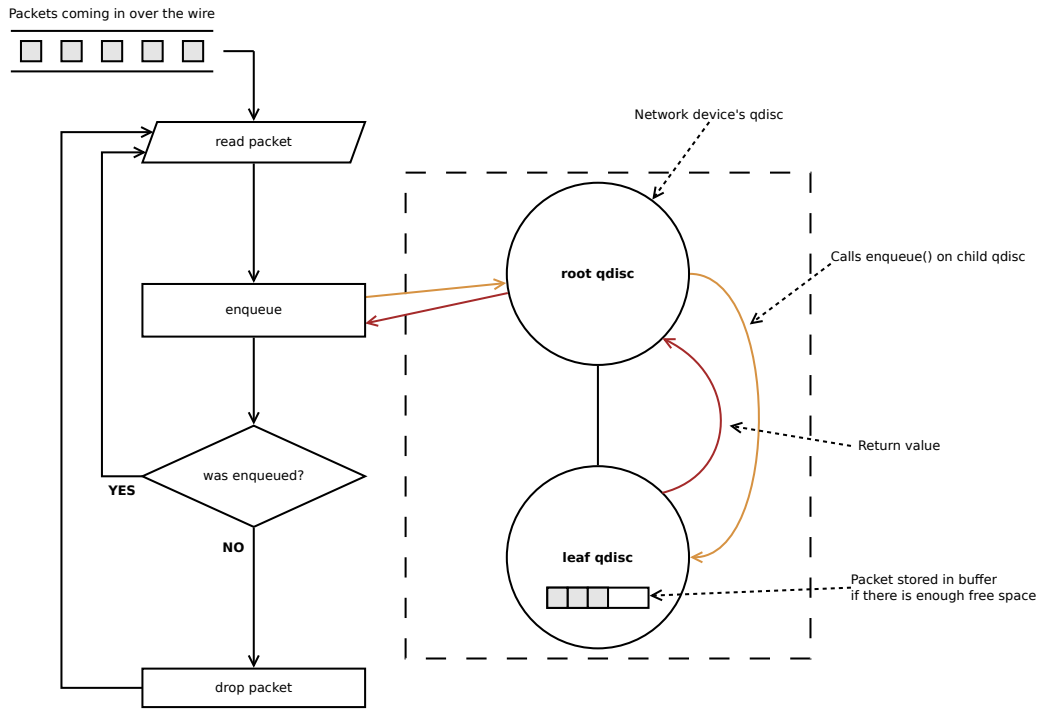 Packets coming in over the wire
read packet
enqueue
was enqueued?
YES
NO
drop packet
Network device's qdisc
root qdisc
Calls enqueue() on child qdisc
Return value
leaf qdisc
Packet stored in buffer
if there is enough free space